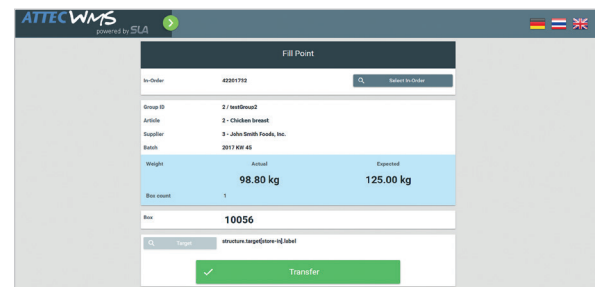 ATTEC WMS
powered by SLA
Fill Point
In-Order 42201732 Select In-Order
Group ID 2 / testGroup2
Article 2 - Chicken breast
Supplier 3 - John Smith Foods, Inc.
Batch 2017 KW 45
Weight Actual Expected
98.80 kg 125.00 kg
Box count 1
Box 10056
Target structure.target[store-in].label
Transfer